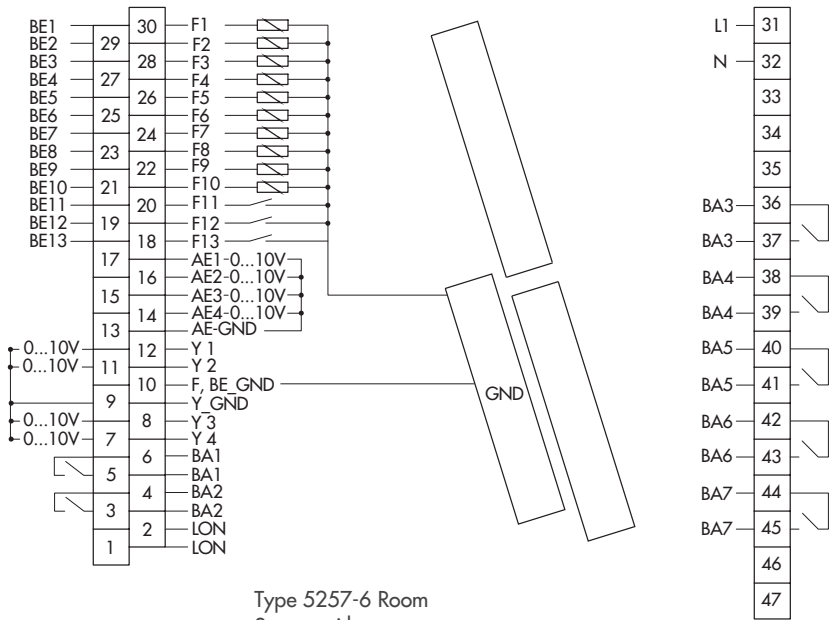 BE1 30 F1
BE2 29 F2
BE3 28 F3
BE4 27 F4
BE5 26 F5
BE6 25 F6
BE7 24 F7
BE8 23 F8
BE9 22 F9
BE10 21 F10
BE11 20 F11
BE12 19 F12
BE13 18 F13
17 AE1-0...10V
16 AE2-0...10V
15 AE3-0...10V
14 AE4-0...10V
13 AE-GND
0...10V 12 Y 1
0...10V 11 Y 2
10 F, BE_GND
9 Y_GND
0...10V 8 Y 3
0...10V 7 Y 4
6 BA1
5 BA1
4 BA2
3 BA2
2 LON
1 LON
GND
L1 31
N 32
33
34
35
BA3 36
BA3 37
BA4 38
BA4 39
BA5 40
BA5 41
BA6 42
BA6 43
BA7 44
BA7 45
46
47
Type 5257-6 Room